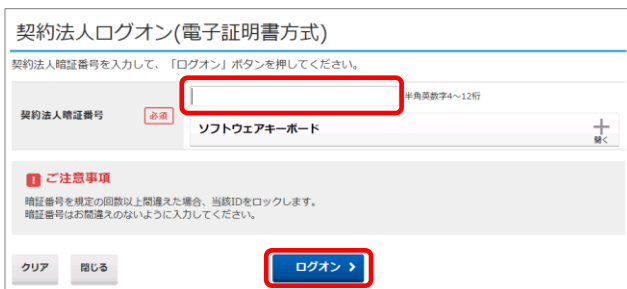 契約法人ログオン(電子証明書方式)
契約法人暗証番号を入力して、「ログオン」ボタンを押してください。
契約法人暗証番号
必須
半角英数字4～12桁
ソフトウェアキーボード
開く
ご注意事項
暗証番号を規定の回数以上間違えた場合、当該IDをロックします。
暗証番号はお間違えのないように入力してください。
クリア
閉じる
ログオン